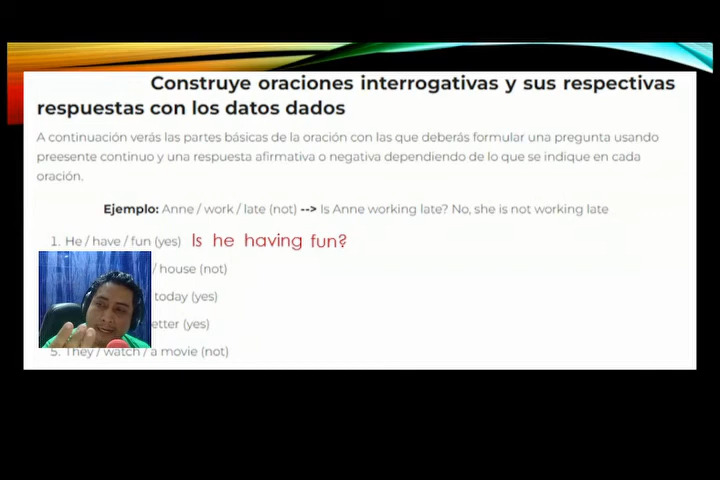 Construye oraciones interrogativas y sus respectivas
respuestas con los datos dados
A continuación verás las partes básicas de la oración con las que deberás formular una pregunta usando
preesente continuo y una respuesta afirmativa o negativa dependiendo de lo que se indique en cada
oración.
Ejemplo: Anne / work / late (not) --> Is Anne working late? No, she is not working late
1. He / have / fun (yes) Is he having fun?
/ house (not)
today (yes)
(yes)
5. They / watch / a movie (not)